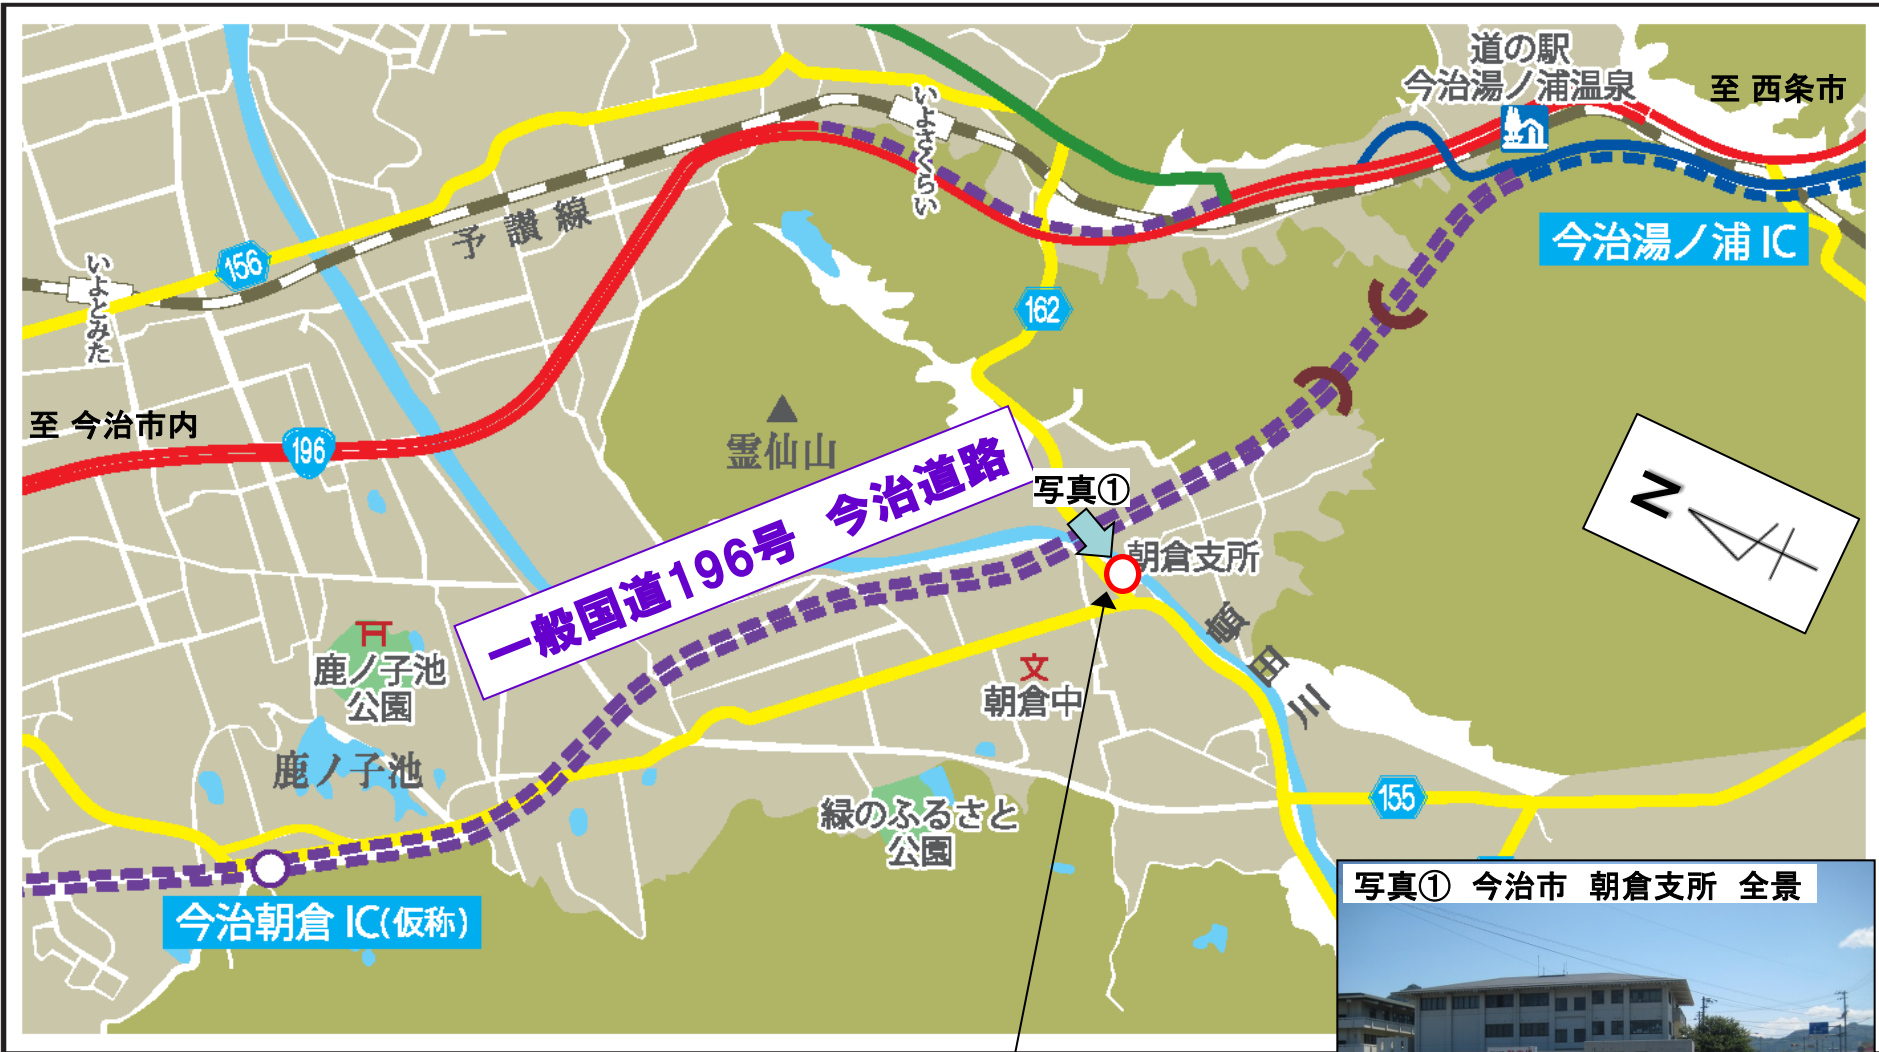 道の駅
今治湯ノ浦温泉
至 西条市
いよさくらい
予讃線
156
いよとみた
今治湯ノ浦 IC
162
至 今治市内
196
霊仙山
一般国道196号 今治道路
写真①
朝倉支所
N
頓田川
鹿ノ子池
公園
文
朝倉中
鹿ノ子池
155
緑のふるさと
公園
今治朝倉 IC(仮称)
写真① 今治市 朝倉支所 全景